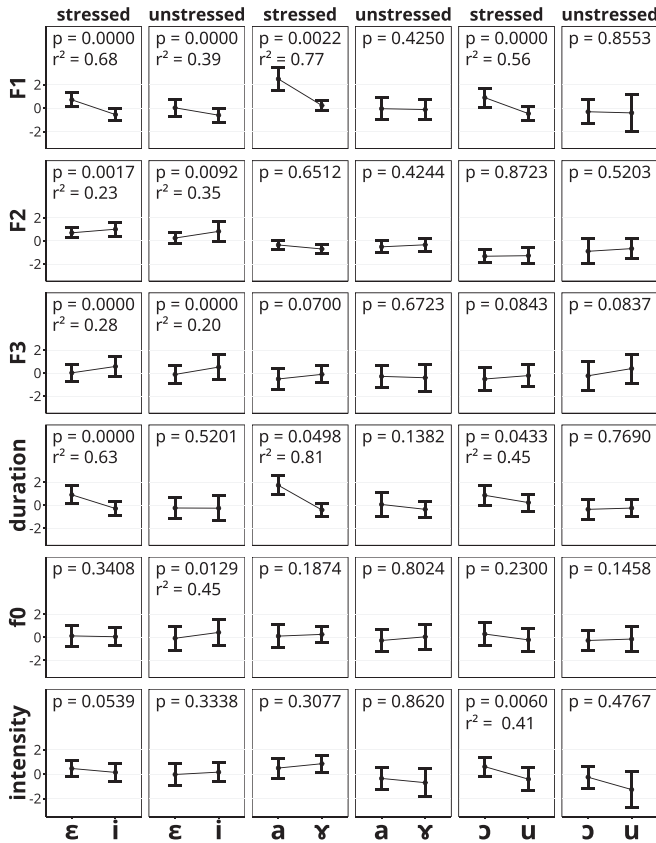 stressed unstressed stressed unstressed stressed unstressed
F1
p = 0.0000 p = 0.0000 p = 0.0022 p = 0.4250 p = 0.0000 p = 0.8553
r² = 0.68 r² = 0.39 r² = 0.77 r² = 0.56
2
0
-2
F2
p = 0.0017 p = 0.0092 p = 0.6512 p = 0.4244 p = 0.8723 p = 0.5203
r² = 0.23 r² = 0.35
2
0
-2
F3
p = 0.0000 p = 0.0000 p = 0.0700 p = 0.6723 p = 0.0843 p = 0.0837
r² = 0.28 r² = 0.20
2
0
-2
duration
p = 0.0000 p = 0.5201 p = 0.0498 p = 0.1382 p = 0.0433 p = 0.7690
r² = 0.63 r² = 0.81 r² = 0.45
2
0
-2
f0
p = 0.3408 p = 0.0129 p = 0.1874 p = 0.8024 p = 0.2300 p = 0.1458
r² = 0.45
2
0
-2
intensity
p = 0.0539 p = 0.3338 p = 0.3077 p = 0.8620 p = 0.0060 p = 0.4767
r² = 0.41
2
0
-2
ɛ i ɛ i a ɤ a ɤ ɔ u ɔ u